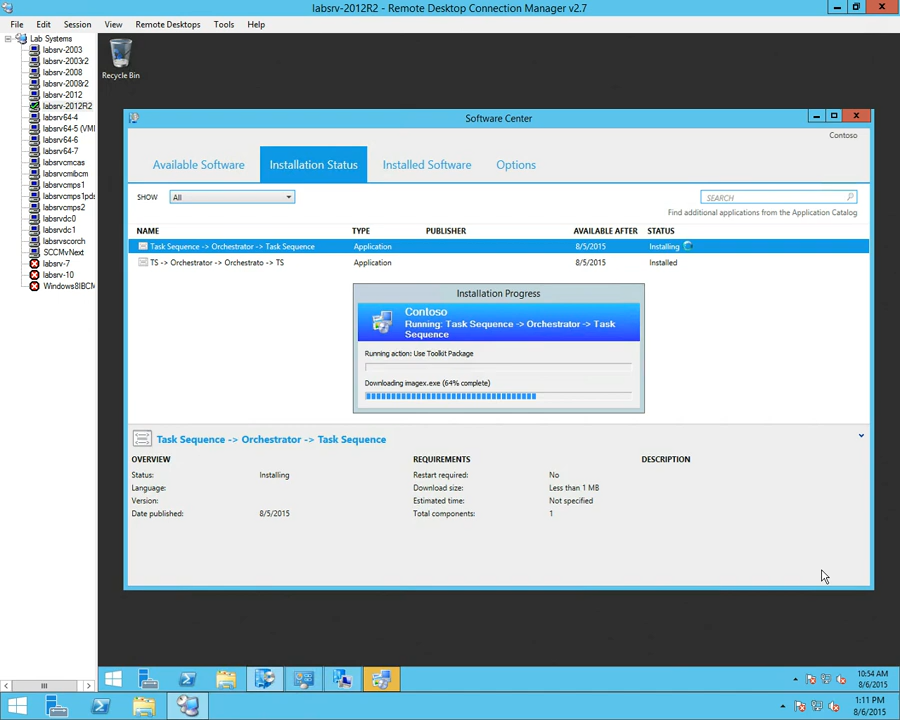 labsrv-2012R2 - Remote Desktop Connection Manager v2.7
File Edit Session View Remote Desktops Tools Help
Lab Systems
labsrv-2003
labsrv-2003r2
labsrv-2008
labsrv-2008r2
labsrv-2012
labsrv-2012R2
labsrv64-4
labsrv64-5 (VMI
labsrv64-6
labsrv64-7
labsrvcmcas
labsrvcmbcm
labsrvcmps1
labsrvcmps1pds
labsrvcmps2
labsrvdc0
labsrvdc1
labsrvscorch
SCCMvNext
labsrv-7
labsrv-10
Windows8IBCM
Recycle Bin
Software Center
Contoso
Available Software Installation Status Installed Software Options
SHOW All SEARCH
Find additional applications from the Application Catalog
NAME TYPE PUBLISHER AVAILABLE AFTER STATUS
Task Sequence -> Orchestrator -> Task Sequence Application 8/5/2015 Installing
TS -> Orchestrator -> Orchestrato -> TS Application 8/5/2015 Installed
Installation Progress
Contoso
Running: Task Sequence -> Orchestrator -> Task
Sequence
Running action: Use Toolkit Package
Downloading imagex.exe (64% complete)
Task Sequence -> Orchestrator -> Task Sequence
OVERVIEW REQUIREMENTS DESCRIPTION
Status: Installing Restart required: No
Language: Download size: Less than 1 MB
Version: Estimated time: Not specified
Date published: 8/5/2015 Total components: 1
10:54 AM
8/6/2015
1:11 PM
8/6/2015